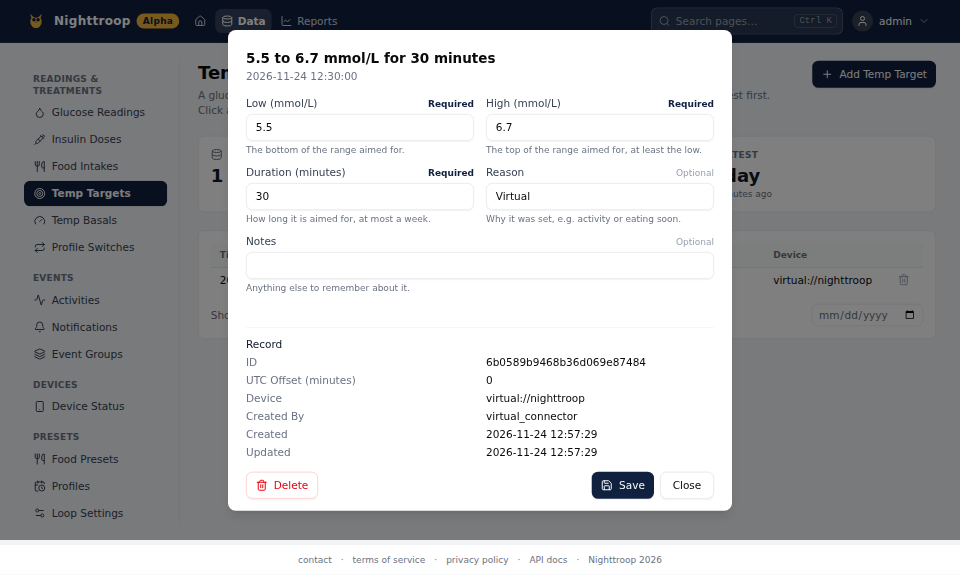 Nighttroop Alpha Data Reports Search pages... Ctrl K admin
READINGS &
TREATMENTS
Glucose Readings
Insulin Doses
Food Intakes
Temp Targets
Temp Basals
Profile Switches
EVENTS
Activities
Notifications
Event Groups
DEVICES
Device Status
PRESETS
Food Presets
Profiles
Loop Settings
Add Temp Target
1
Device
virtual://nighttroop
mm/dd/yyyy
5.5 to 6.7 mmol/L for 30 minutes
2026-11-24 12:30:00
Low (mmol/L) Required
5.5
The bottom of the range aimed for.
High (mmol/L) Required
6.7
The top of the range aimed for, at least the low.
Duration (minutes) Required
30
How long it is aimed for, at most a week.
Reason Optional
Virtual
Why it was set, e.g. activity or eating soon.
Notes Optional
Anything else to remember about it.
Record
ID 6b0589b9468b36d069e87484
UTC Offset (minutes) 0
Device virtual://nighttroop
Created By virtual_connector
Created 2026-11-24 12:57:29
Updated 2026-11-24 12:57:29
Delete Save Close
contact · terms of service · privacy policy · API docs · Nighttroop 2026